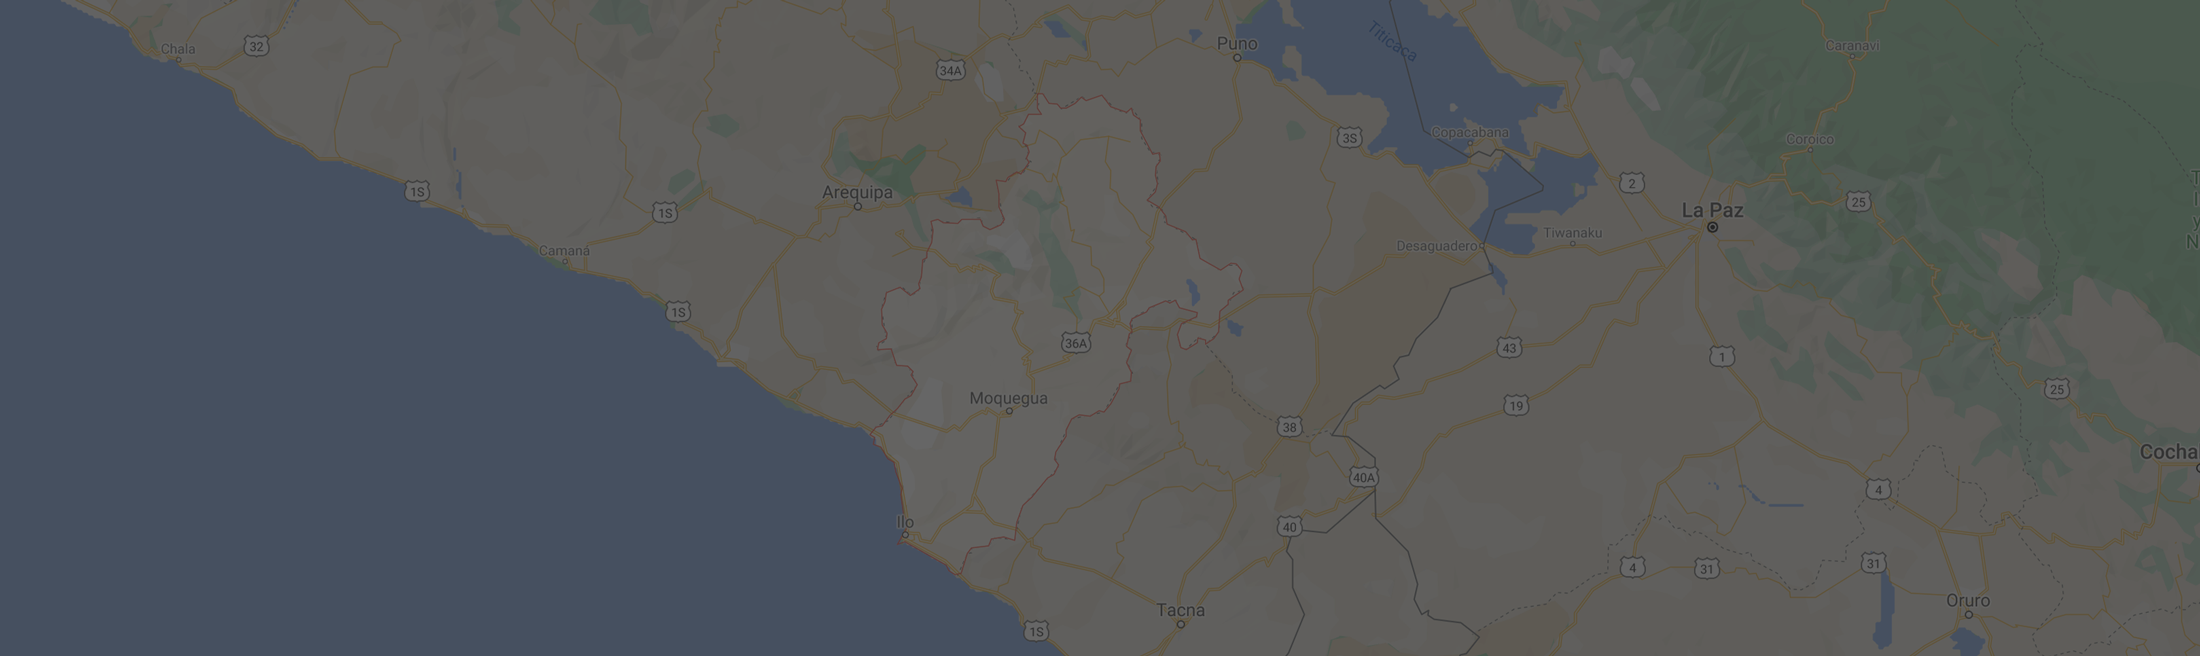 Chala
32
34A
Puno
Titicaca
Caranavi
3S
Copacabana
Coroico
1S
Arequipa
2
25
1S
La Paz
Camaná
Desaguadero
Tiwanaku
1S
36A
43
1
Moquegua
19
25
38
Cocha
40A
4
Ilo
40
4
31
31
Tacna
Oruro
1S